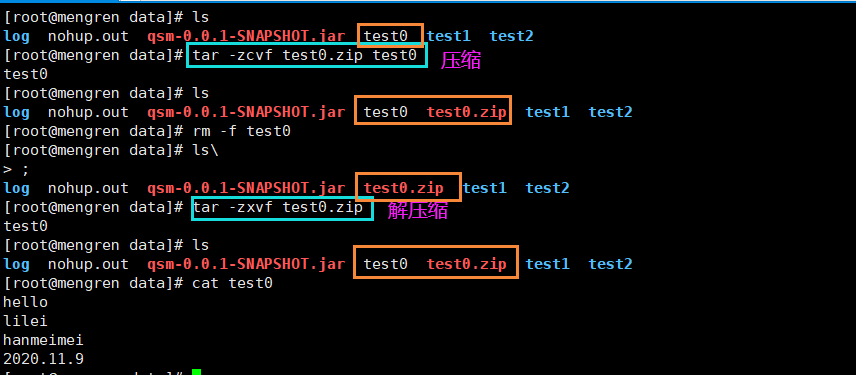 [root@mengren data]# ls
log nohup.out qsm-0.0.1-SNAPSHOT.jar test0 test1 test2
[root@mengren data]# tar -zcvf test0.zip test0 压缩
test0
[root@mengren data]# ls
log nohup.out qsm-0.0.1-SNAPSHOT.jar test0 test0.zip test1 test2
[root@mengren data]# rm -f test0
[root@mengren data]# ls\
> ;
log nohup.out qsm-0.0.1-SNAPSHOT.jar test0.zip test1 test2
[root@mengren data]# tar -zxvf test0.zip 解压缩
test0
[root@mengren data]# ls
log nohup.out qsm-0.0.1-SNAPSHOT.jar test0 test0.zip test1 test2
[root@mengren data]# cat test0
hello
lilei
hanmeimei
2020.11.9
[root@mengren data]#